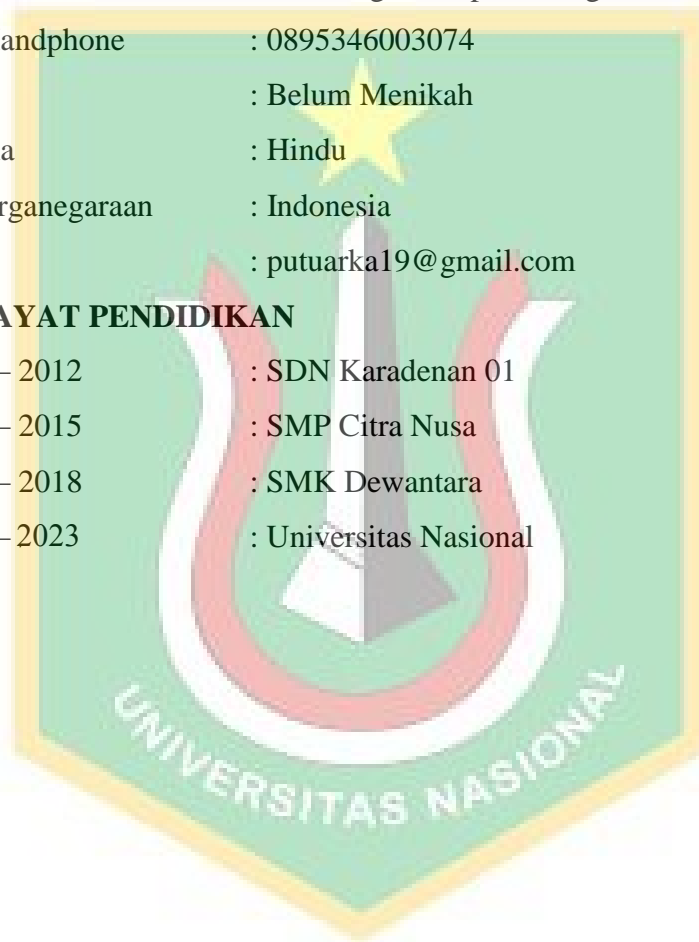 andphone : 0895346003074
: Belum Menikah
a : Hindu
rganegaraan : Indonesia
: putuarka19@gmail.com
AYAT PENDIDIKAN
– 2012 : SDN Karadenan 01
– 2015 : SMP Citra Nusa
– 2018 : SMK Dewantara
– 2023 : Universitas Nasional
UNIVERSITAS NASIONAL